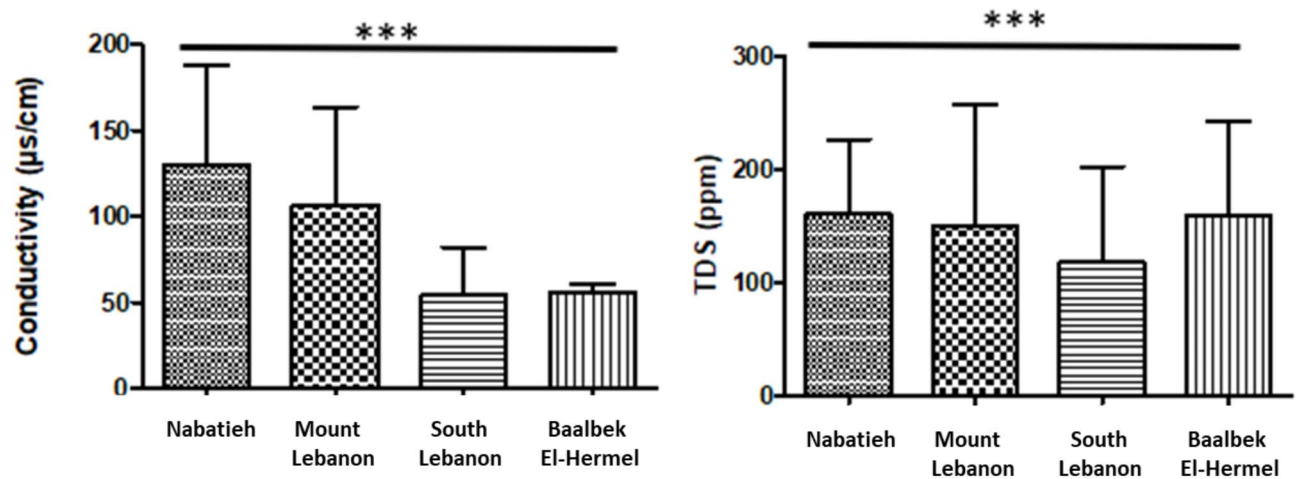 ***
200
150
100
50
0
Conductivity (µs/cm)
Nabatieh
Mount
Lebanon
South
Lebanon
Baalbek
El-Hermel
***
300
200
100
0
TDS (ppm)
Nabatieh
Mount
Lebanon
South
Lebanon
Baalbek
El-Hermel